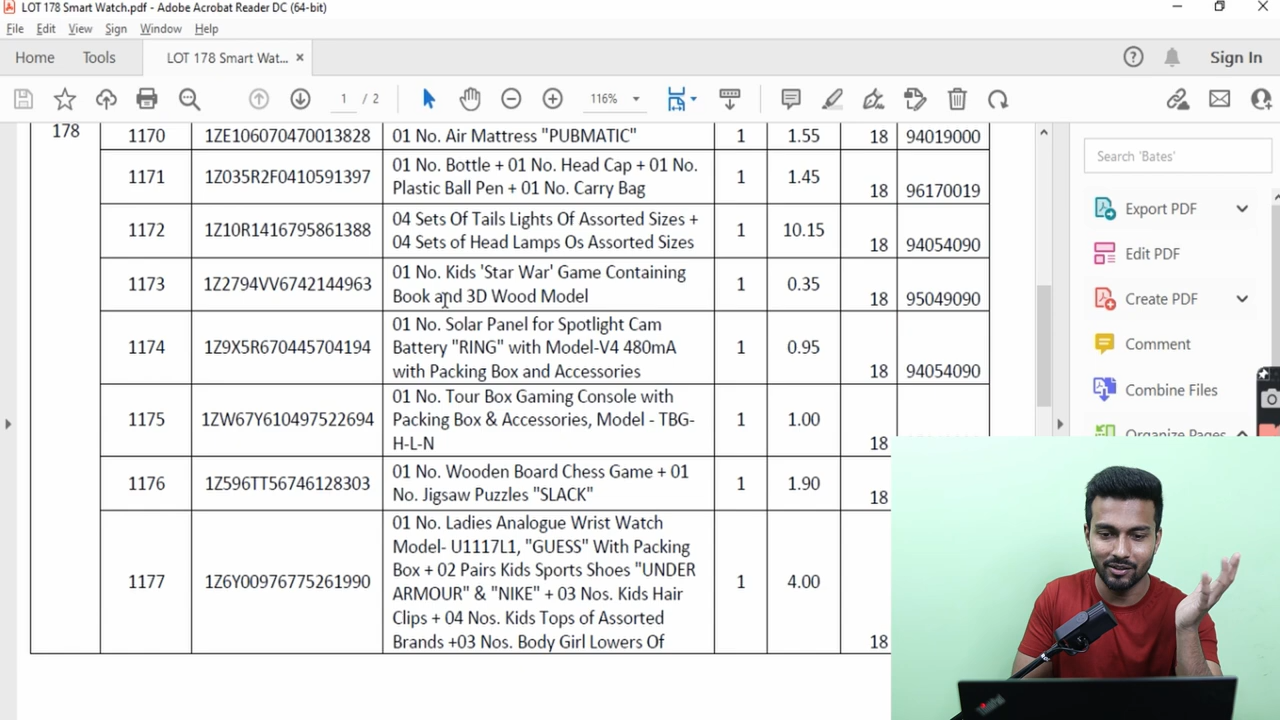 LOT 178 Smart Watch.pdf - Adobe Acrobat Reader DC (64-bit)
File Edit View Sign Window Help
Home Tools LOT 178 Smart Wat... ×
Sign In
1 / 2 116%
178 1170 1ZE106070470013828 01 No. Air Mattress "PUBMATIC" 1 1.55 18 94019000
1171 1Z035R2F0410591397 01 No. Bottle + 01 No. Head Cap + 01 No.
Plastic Ball Pen + 01 No. Carry Bag 1 1.45 18 96170019
1172 1Z10R1416795861388 04 Sets Of Tails Lights Of Assorted Sizes +
04 Sets of Head Lamps Os Assorted Sizes 1 10.15 18 94054090
1173 1Z2794VV6742144963 01 No. Kids 'Star War' Game Containing
Book and 3D Wood Model 1 0.35 18 95049090
1174 1Z9X5R670445704194 01 No. Solar Panel for Spotlight Cam
Battery "RING" with Model-V4 480mA
with Packing Box and Accessories 1 0.95 18 94054090
1175 1ZW67Y610497522694 01 No. Tour Box Gaming Console with
Packing Box & Accessories, Model - TBG-
H-L-N 1 1.00 18
1176 1Z596TT56746128303 01 No. Wooden Board Chess Game + 01
No. Jigsaw Puzzles "SLACK" 1 1.90 18
1177 1Z6Y00976775261990 01 No. Ladies Analogue Wrist Watch
Model- U1117L1, "GUESS" With Packing
Box + 02 Pairs Kids Sports Shoes "UNDER
ARMOUR" & "NIKE" + 03 Nos. Kids Hair
Clips + 04 Nos. Kids Tops of Assorted
Brands +03 Nos. Body Girl Lowers Of 1 4.00 18
Search 'Bates'
Export PDF
Edit PDF
Create PDF
Comment
Combine Files
Organize Pages